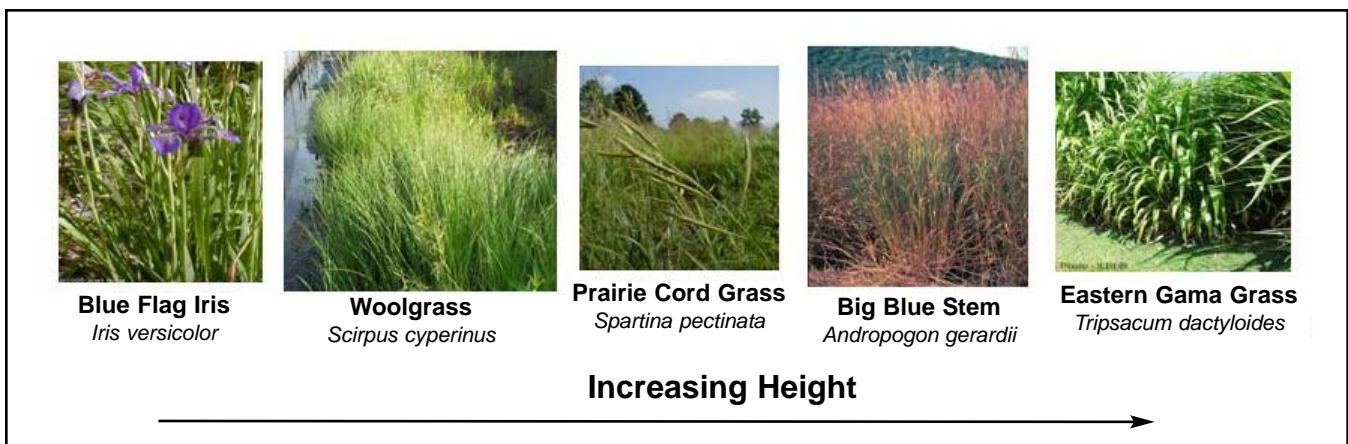 Blue Flag Iris
Iris versicolor
Woolgrass
Scirpus cyperinus
Prairie Cord Grass
Spartina pectinata
Big Blue Stem
Andropogon gerardii
Eastern Gama Grass
Tripsacum dactyloides
Increasing Height